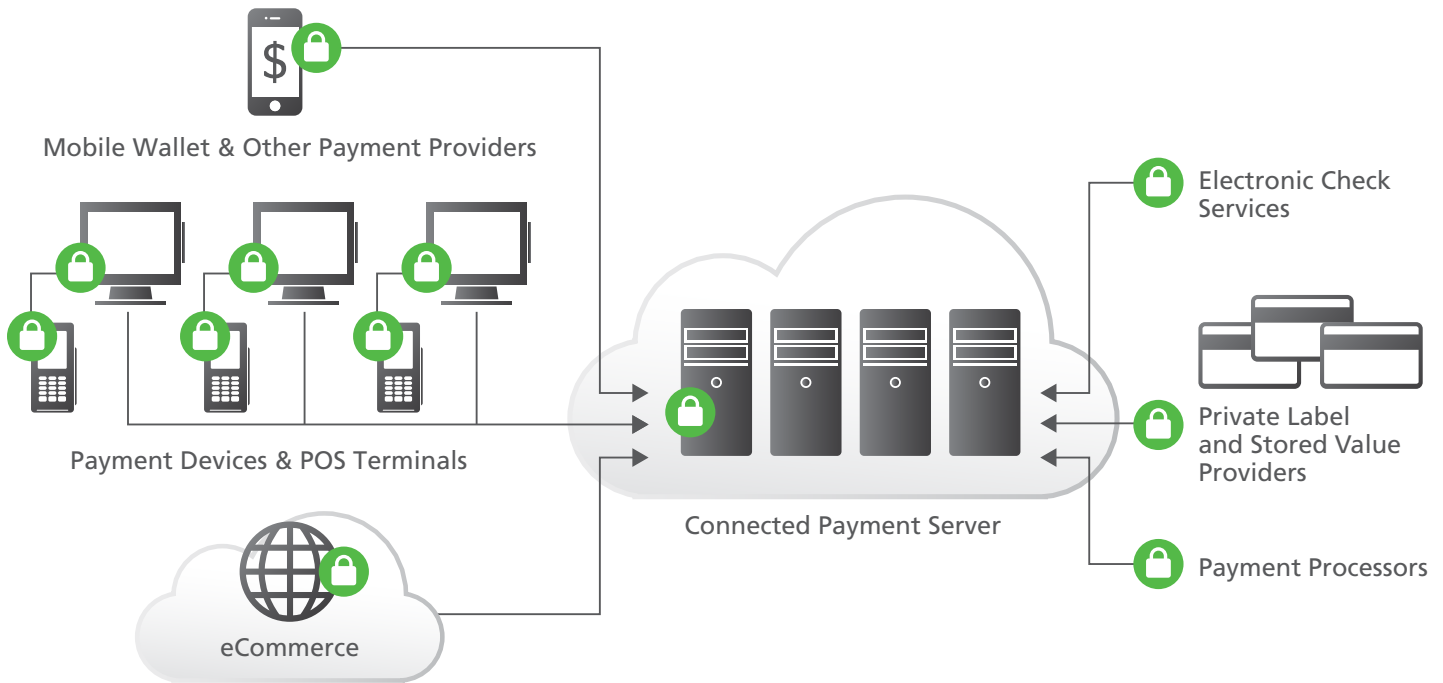 $
Mobile Wallet & Other Payment Providers
Payment Devices & POS Terminals
eCommerce
Connected Payment Server
Electronic Check
Services
Private Label
and Stored Value
Providers
Payment Processors